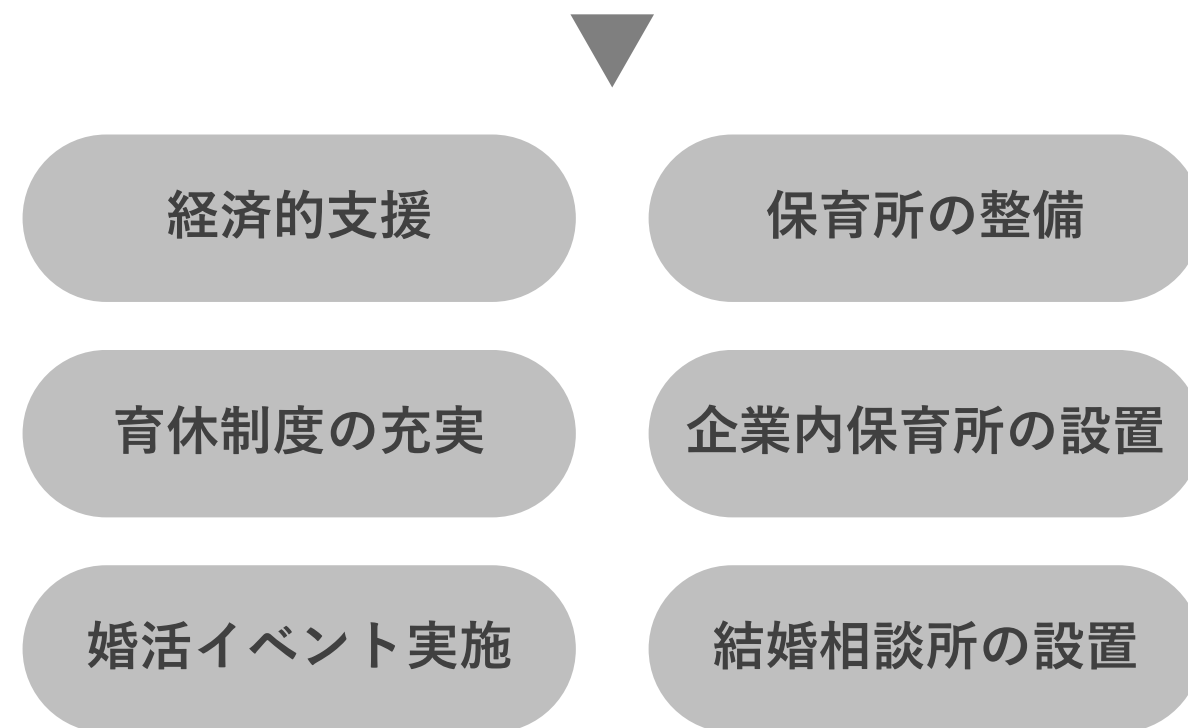 経済的支援
保育所の整備
育休制度の充実
企業内保育所の設置
婚活イベント実施
結婚相談所の設置